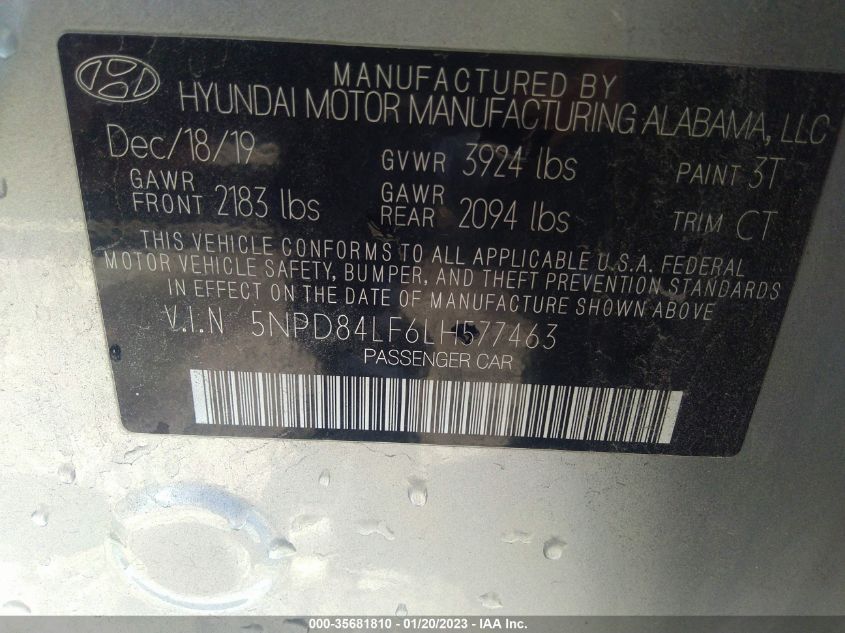 MANUFACTURED BY
HYUNDAI MOTOR MANUFACTURING ALABAMA, LLC
Dec/18/19 GVWR 3924 lbs PAINT 3T
GAWR FRONT 2183 lbs GAWR REAR 2094 lbs TRIM CT
THIS VEHICLE CONFORMS TO ALL APPLICABLE U.S.A. FEDERAL
MOTOR VEHICLE SAFETY, BUMPER, AND THEFT PREVENTION STANDARDS
IN EFFECT ON THE DATE OF MANUFACTURE SHOWN ABOVE
V.I.N 5NPD84LF6LH577463
PASSENGER CAR
000-35681810 - 01/20/2023 - IAA Inc.